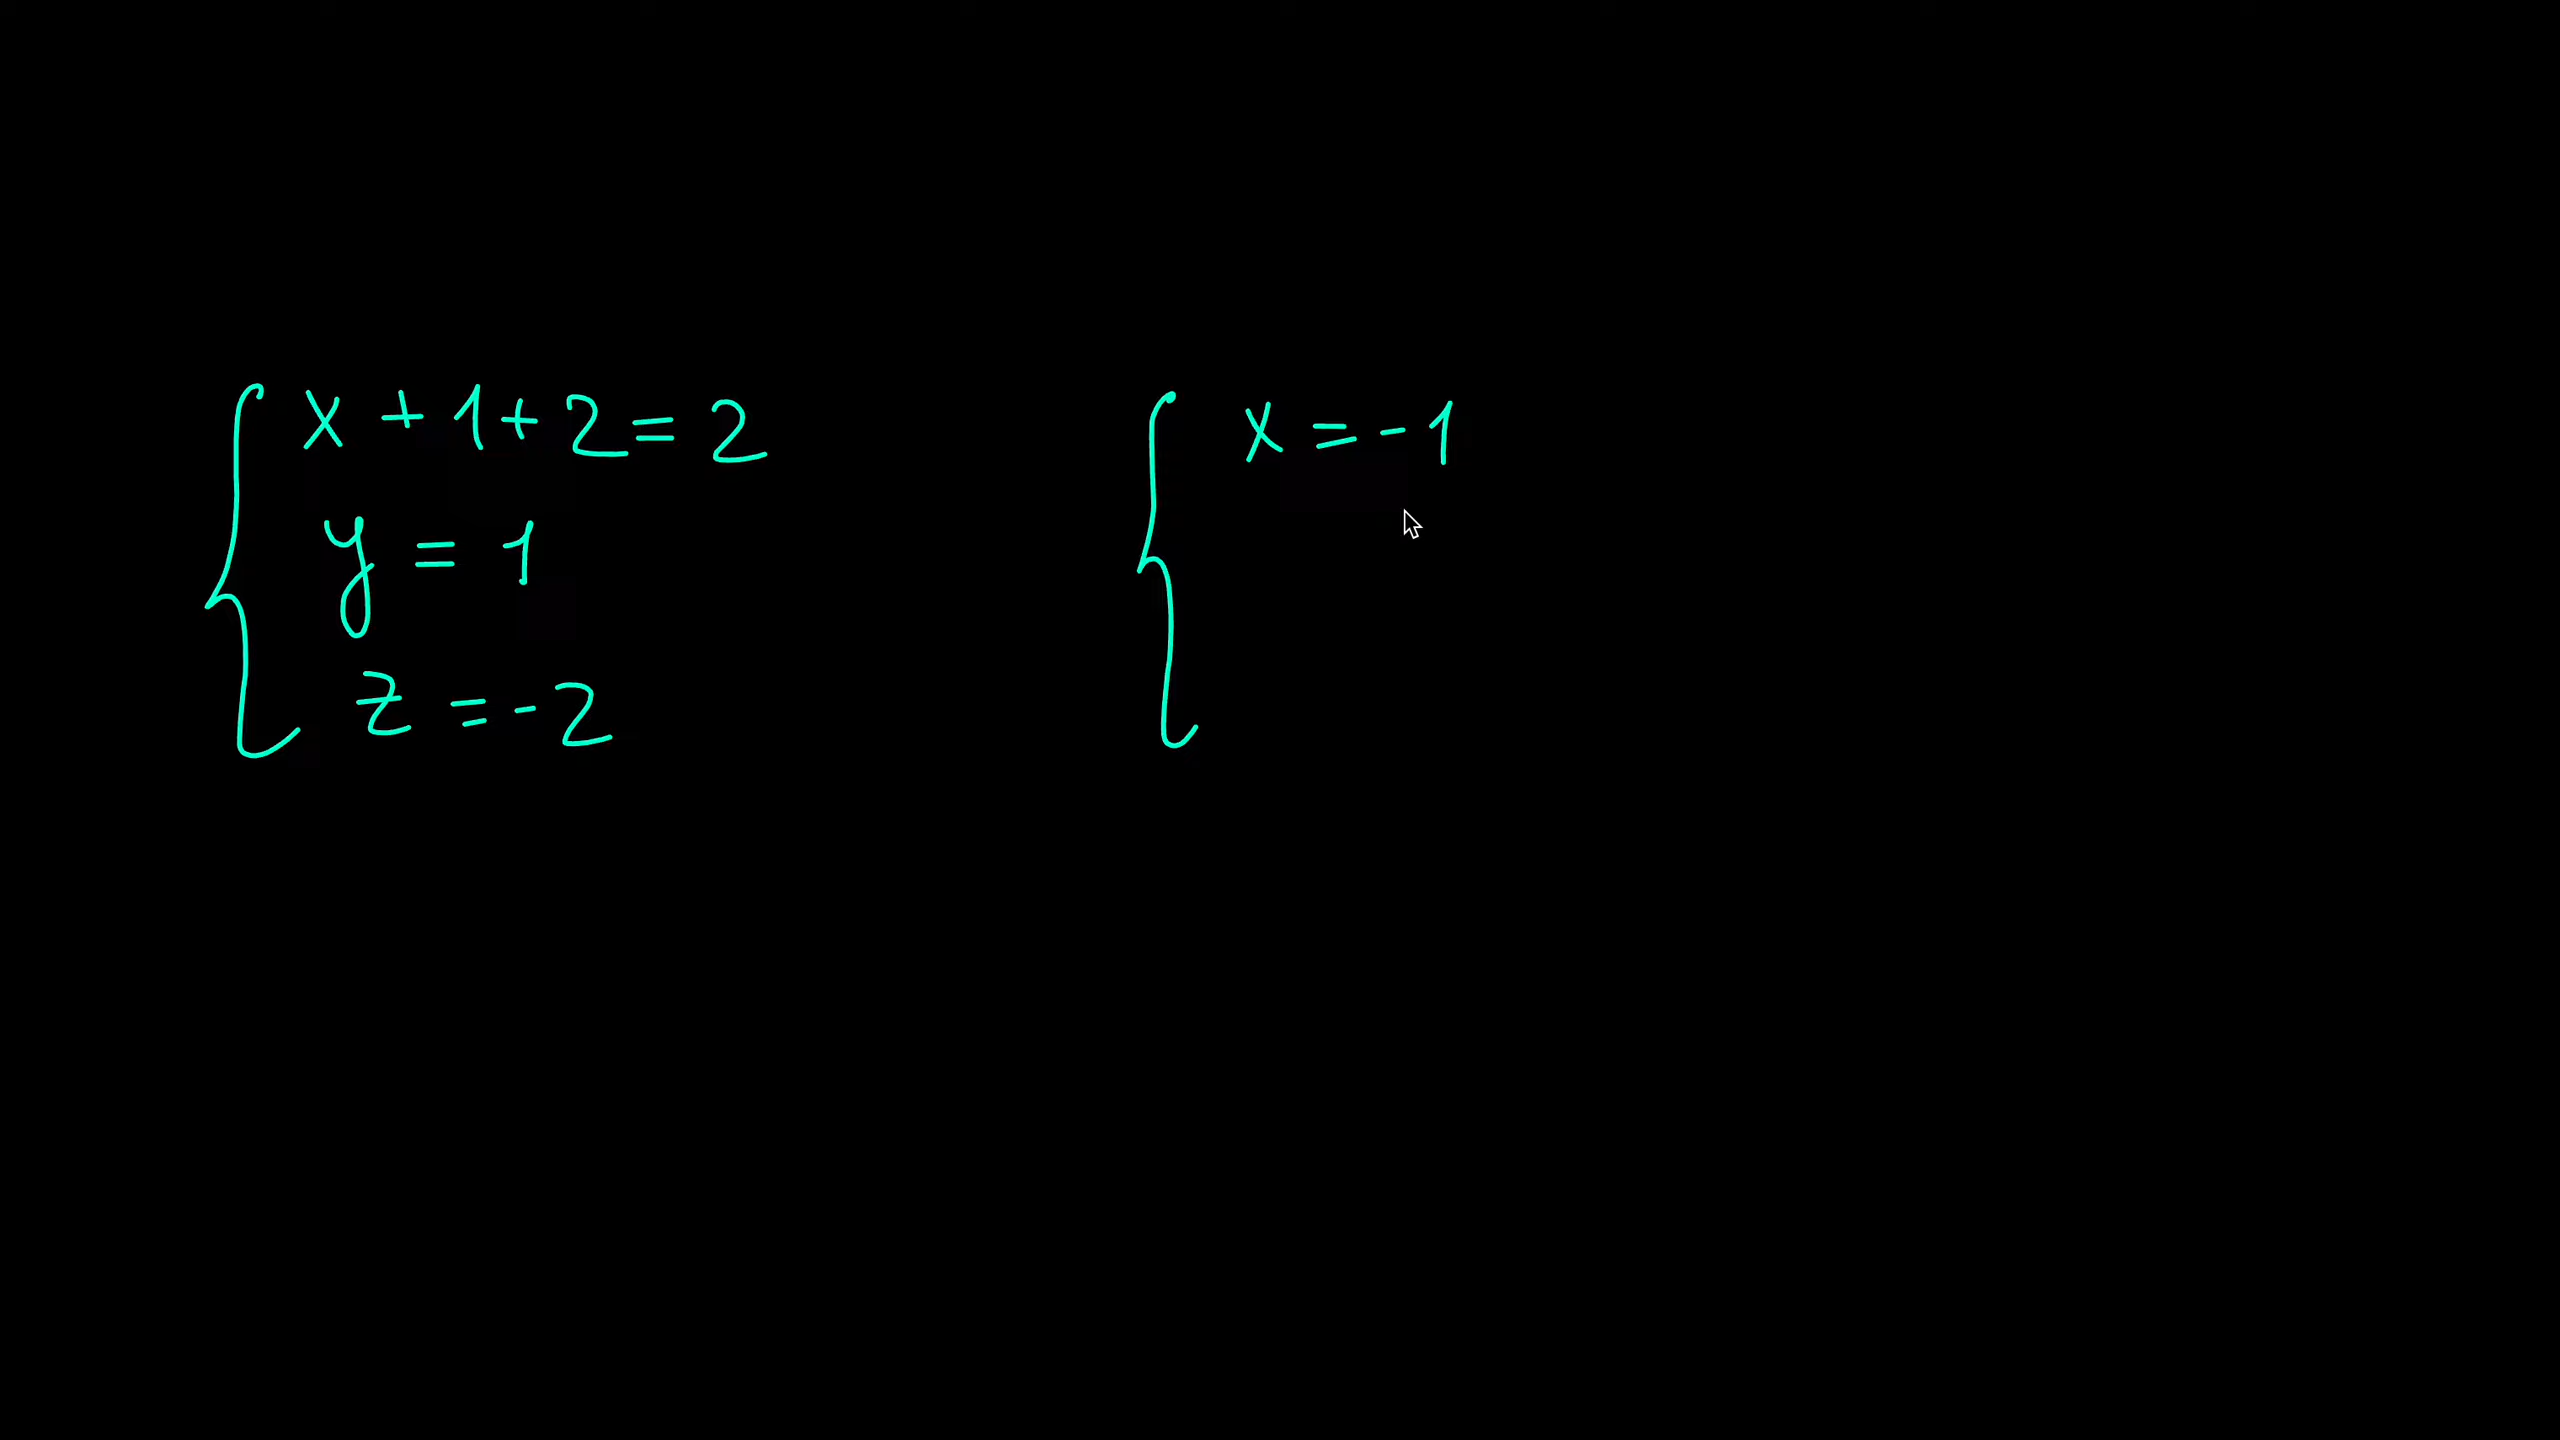 x + 1 + 2 = 2
y = 1
z = -2
x = -1